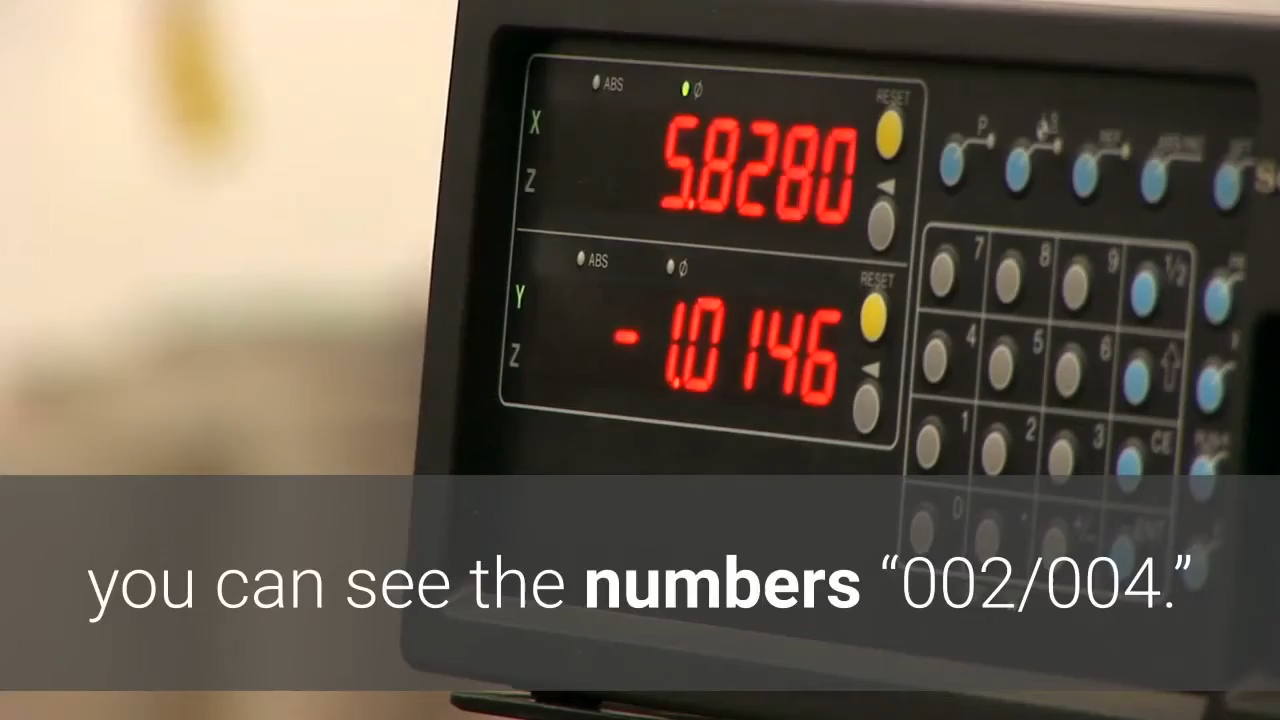 ABS Ø RESET
X 5.8280
Z
ABS Ø RESET
Y -1.0146
Z
P
7 8 9 1/2
4 5 6
1 2 3 CE
0 . +/- ENT
you can see the numbers “002/004.”